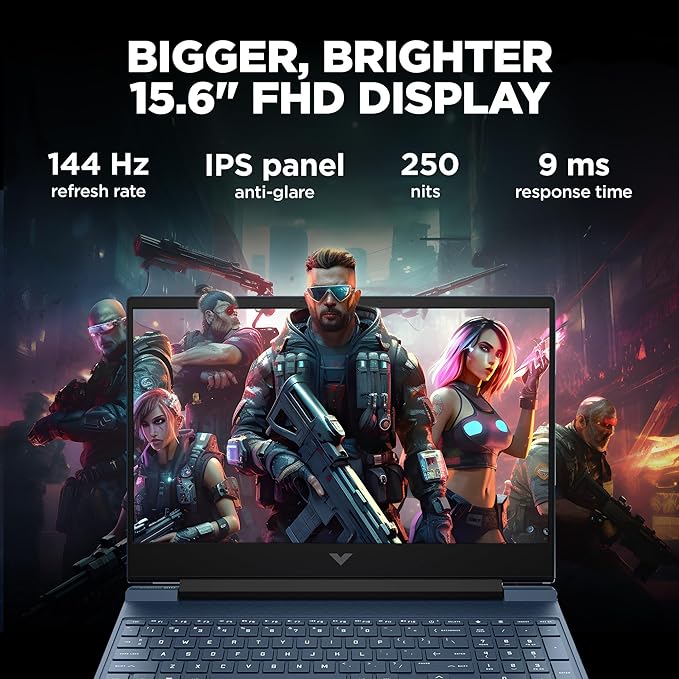 BIGGER, BRIGHTER
15.6" FHD DISPLAY
144 Hz
refresh rate
IPS panel
anti-glare
250
nits
9 ms
response time